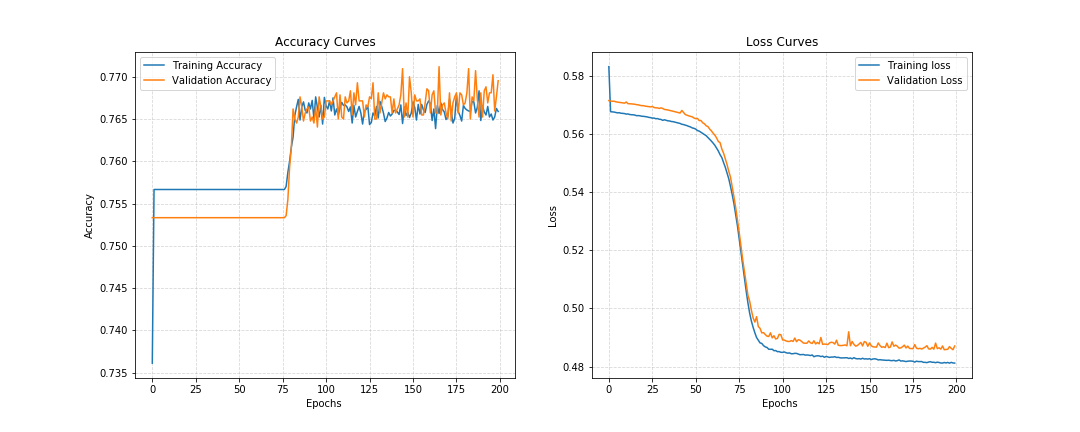 Accuracy Curves
Training Accuracy
Validation Accuracy
0.770
0.765
0.760
0.755
0.750
0.745
0.740
0.735
Accuracy
0 25 50 75 100 125 150 175 200
Epochs
Loss Curves
Training loss
Validation Loss
0.58
0.56
0.54
0.52
0.50
0.48
Loss
0 25 50 75 100 125 150 175 200
Epochs